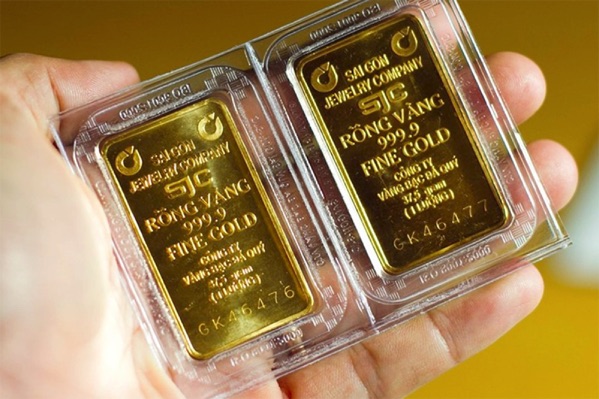 SAIGON
JEWELRY COMPANY
SJC
RỒNG VÀNG
999.9
FINE GOLD
CÔNG TY
VÀNG BẠC ĐÁ QUÝ
37,5 gam
(1 LƯỢNG)
GK46476
SAIGON
JEWELRY COMPANY
SJC
RỒNG VÀNG
999.9
FINE GOLD
CÔNG TY
VÀNG BẠC ĐÁ QUÝ
37,5 gam
(1 LƯỢNG)
GK46477